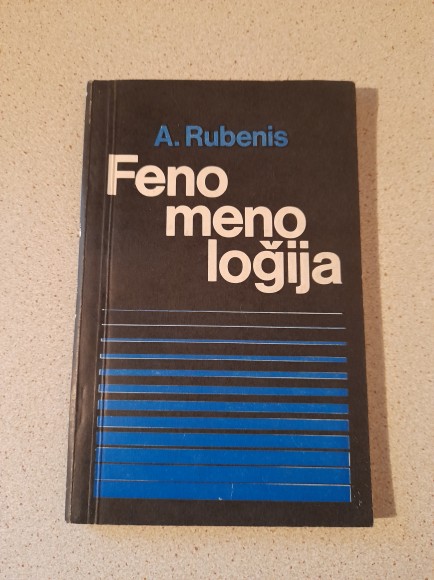 A. Rubenis
Feno
meno
loģija